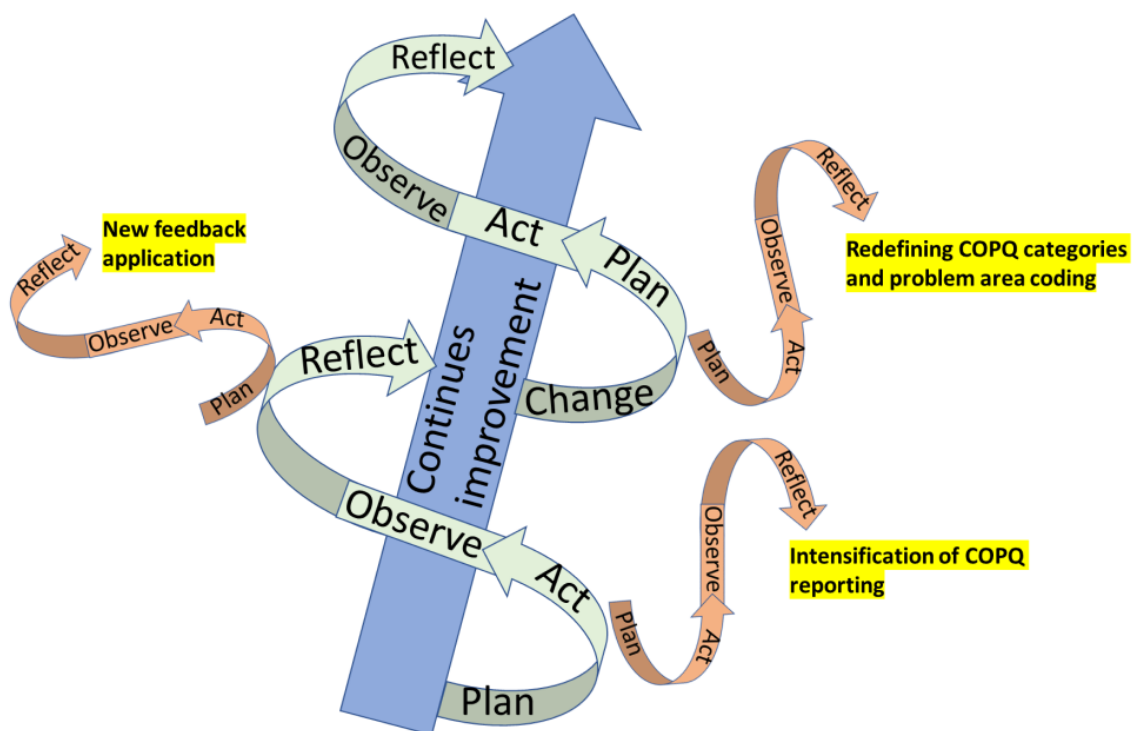 Reflect
Observe
Act
Plan
Change
Continues
improvement
Reflect
Observe
Act
Plan
New feedback
application
Reflect
Observe
Act
Plan
Reflect
Observe
Act
Plan
Redefining COPQ categories
and problem area coding
Reflect
Observe
Act
Plan
Intensification of COPQ
reporting